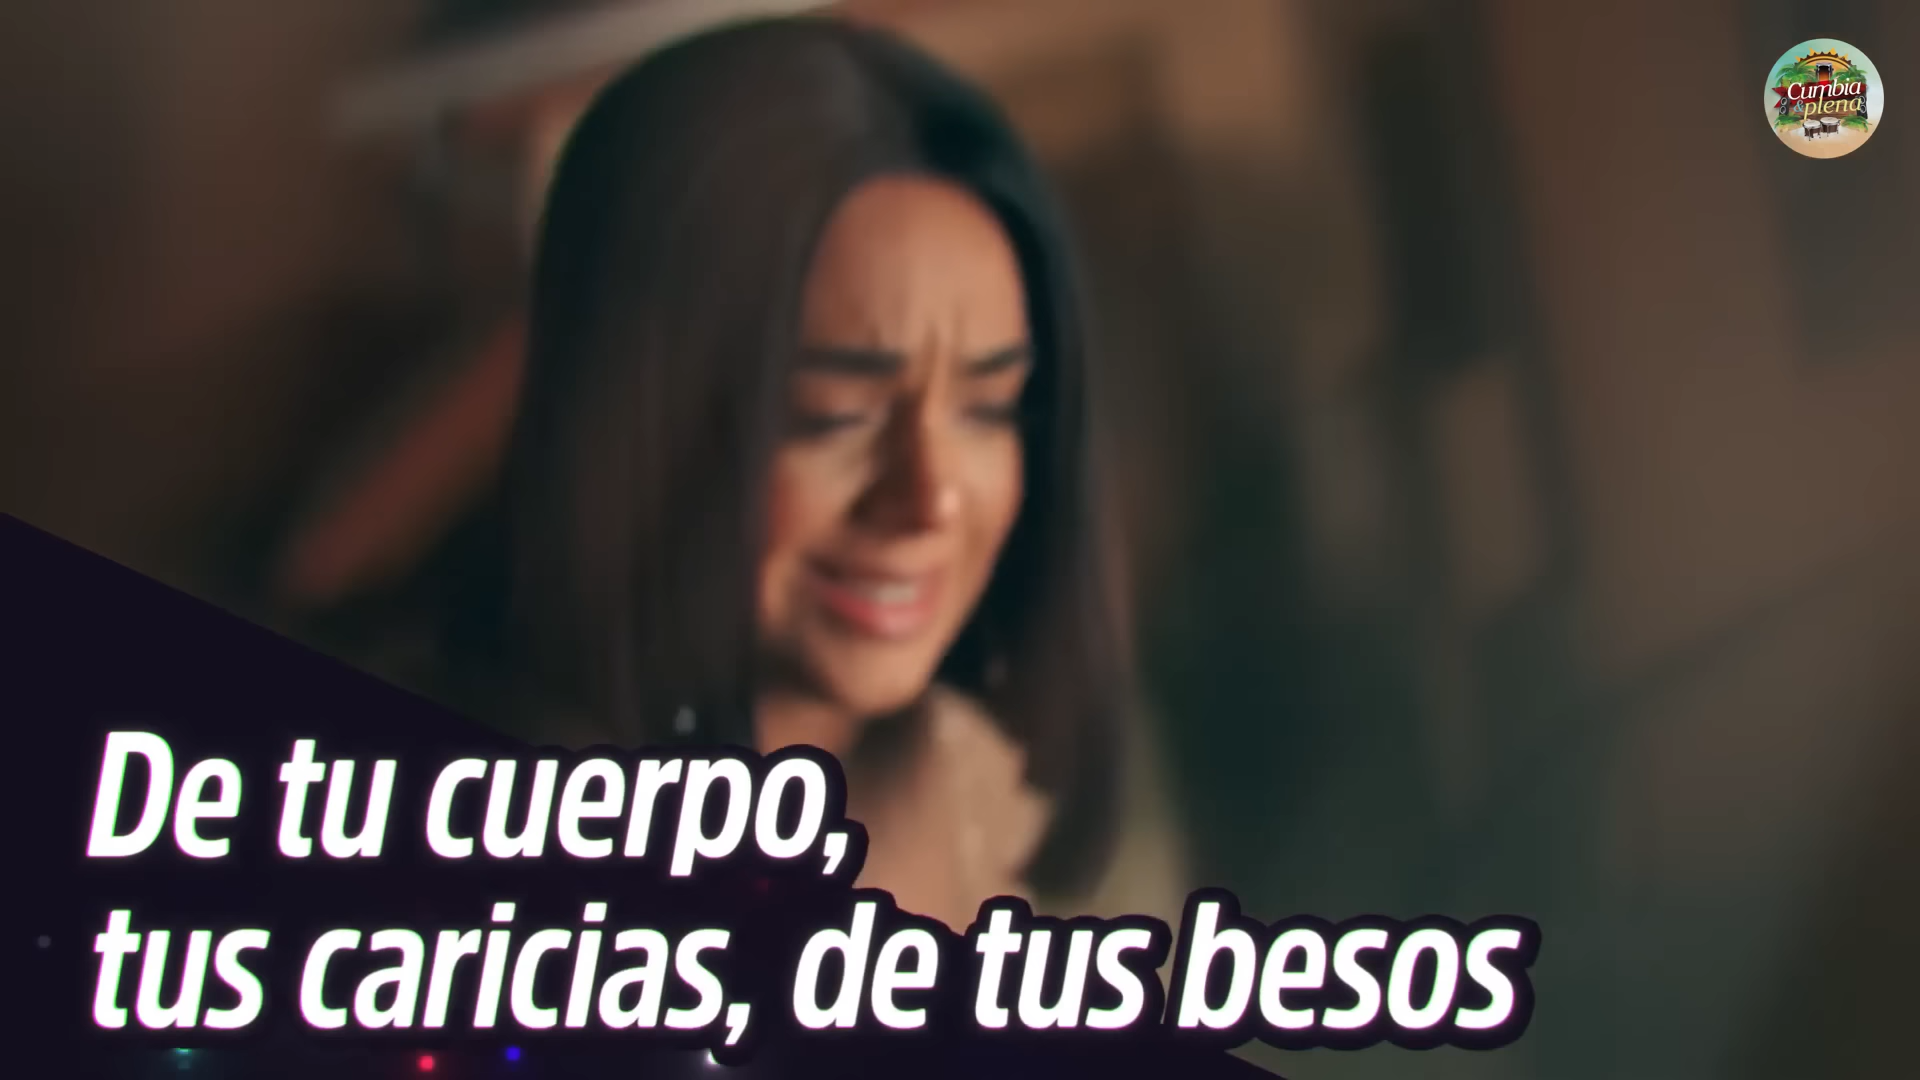 Cumbia
&plena
De tu cuerpo,
tus caricias, de tus besos